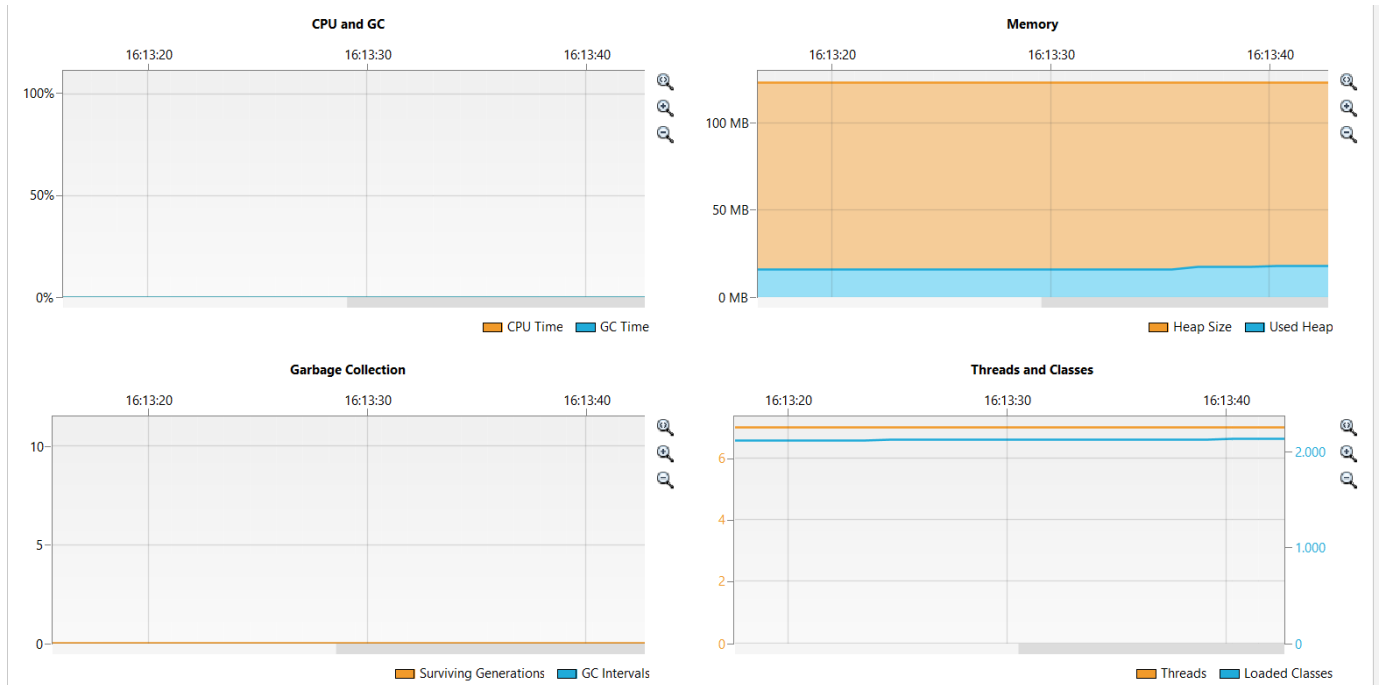 CPU and GC
16:13:20 16:13:30 16:13:40
100%
50%
0%
CPU Time GC Time
Memory
16:13:20 16:13:30 16:13:40
100 MB
50 MB
0 MB
Heap Size Used Heap
Garbage Collection
16:13:20 16:13:30 16:13:40
10
5
0
Surviving Generations GC Intervals
Threads and Classes
16:13:20 16:13:30 16:13:40
6 2.000
4
1.000
2
0 0
Threads Loaded Classes